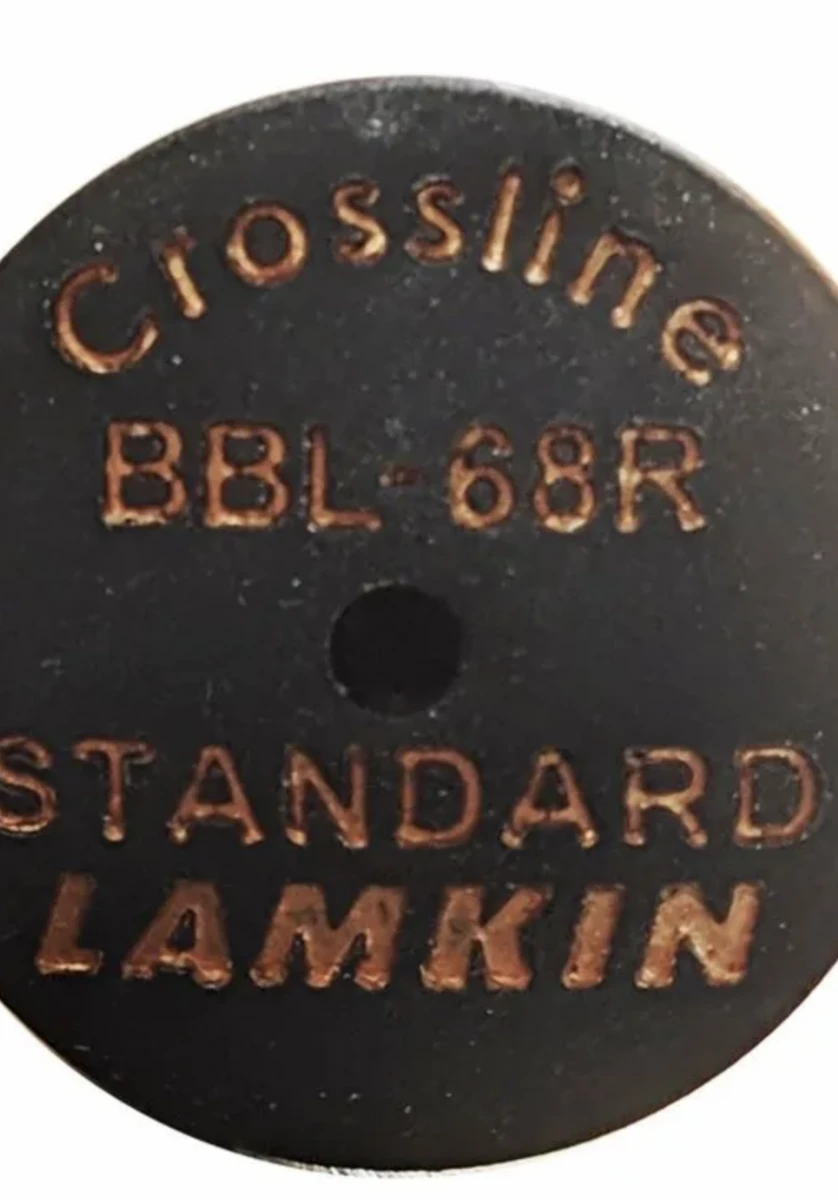 Crossline
BBL-68R
STANDARD
LAMKIN